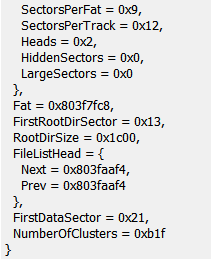 SectorsPerFat = 0x9,
SectorsPerTrack = 0x12,
Heads = 0x2,
HiddenSectors = 0x0,
LargeSectors = 0x0
},
Fat = 0x803f7fc8,
FirstRootDirSector = 0x13,
RootDirSize = 0x1c00,
FileListHead = {
Next = 0x803faaf4,
Prev = 0x803faaf4
},
FirstDataSector = 0x21,
NumberOfClusters = 0xb1f
}